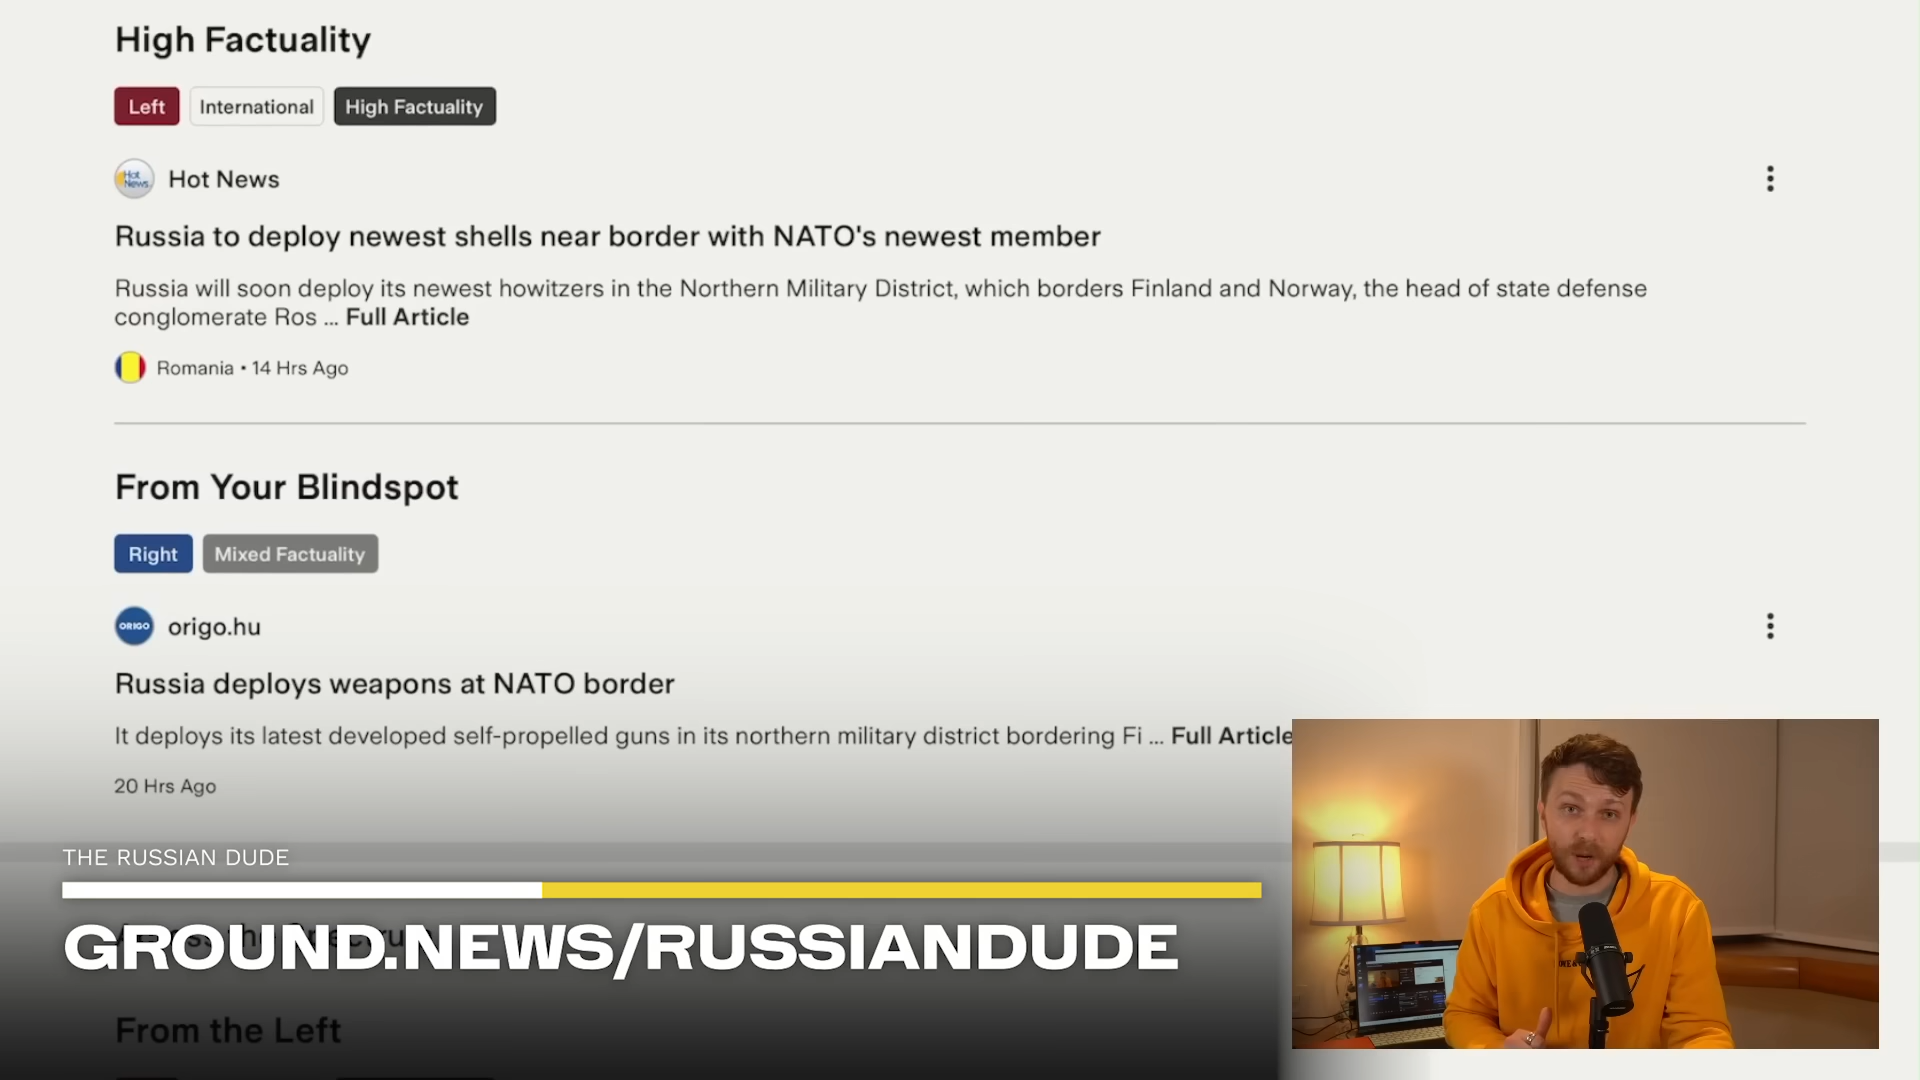 High Factuality
Left International High Factuality
Hot News
Hot News
Russia to deploy newest shells near border with NATO's newest member
Russia will soon deploy its newest howitzers in the Northern Military District, which borders Finland and Norway, the head of state defense
conglomerate Ros ... Full Article
Romania • 14 Hrs Ago
From Your Blindspot
Right Mixed Factuality
ORIGO
origo.hu
Russia deploys weapons at NATO border
It deploys its latest developed self-propelled guns in its northern military district bordering Fi ... Full Article
20 Hrs Ago
THE RUSSIAN DUDE
GROUND.NEWS/RUSSIANDUDE
From the Left